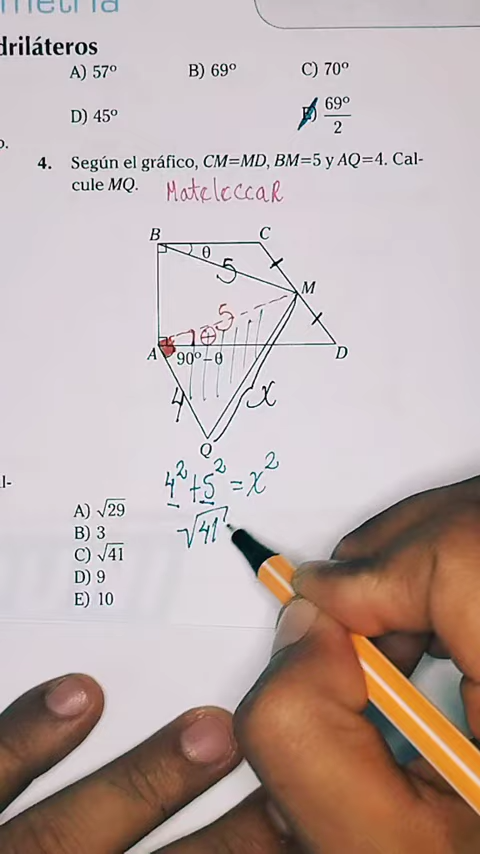 metría
driláteros
A) 57° B) 69° C) 70°
D) 45° E) 69°/2
4. Según el gráfico, CM=MD, BM=5 y AQ=4. Cal-
cule MQ. MateleccaR
B C
θ
5
M
5
θ
A 90°–θ D
4 x
Q
4² + 5² = x²
√41
A) √29
B) 3
C) √41
D) 9
E) 10